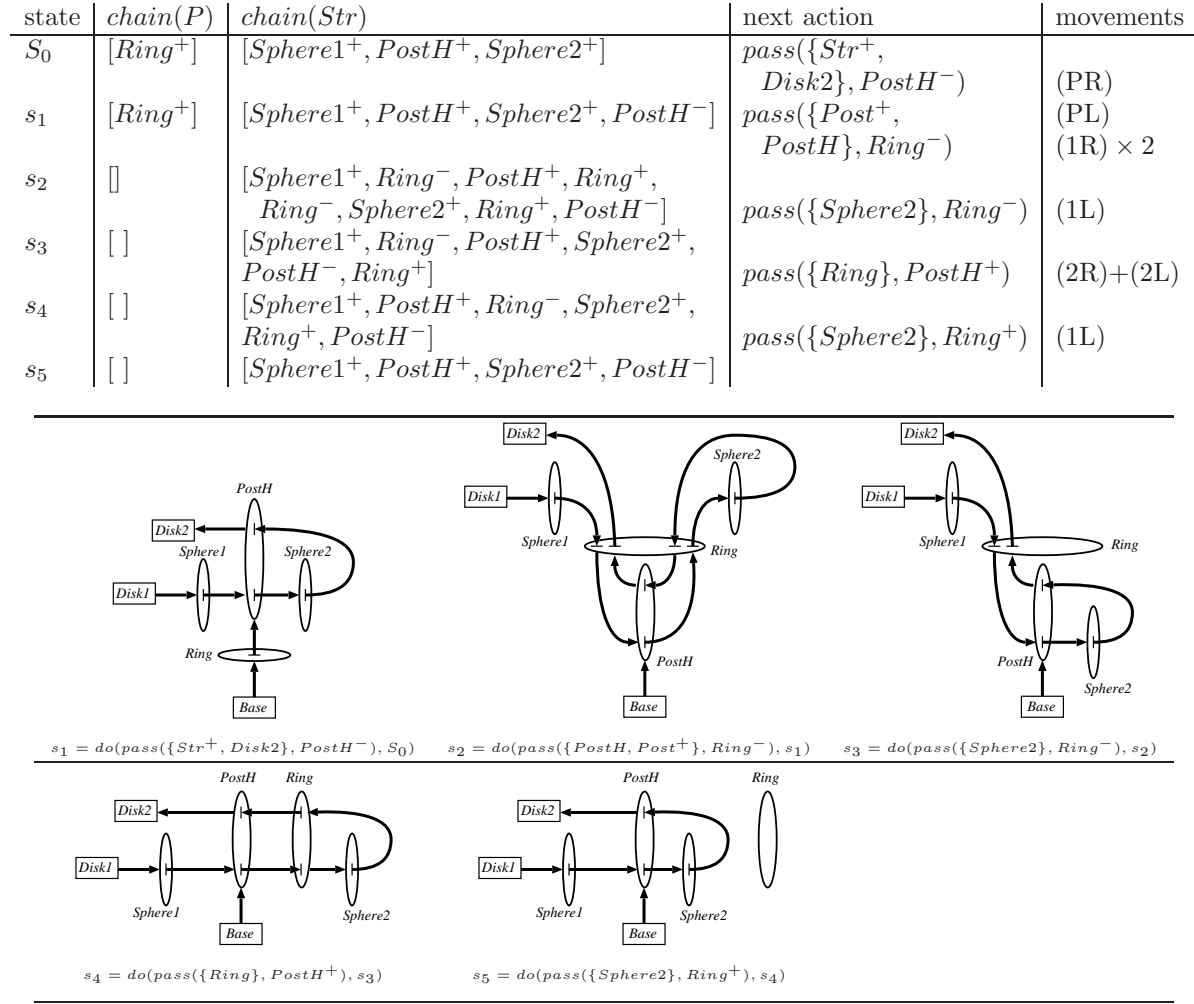 state chain(P) chain(Str) next action movements
S₀ [Ring⁺] [Sphere1⁺, PostH⁺, Sphere2⁺] pass({Str⁺,
Disk2}, PostH⁻) (PR)
s₁ [Ring⁺] [Sphere1⁺, PostH⁺, Sphere2⁺, PostH⁻] pass({Post⁺, (PL)
PostH}, Ring⁻) (1R) × 2
s₂ [] [Sphere1⁺, Ring⁻, PostH⁺, Ring⁺,
Ring⁻, Sphere2⁺, Ring⁺, PostH⁻] pass({Sphere2}, Ring⁻) (1L)
s₃ [ ] [Sphere1⁺, Ring⁻, PostH⁺, Sphere2⁺,
PostH⁻, Ring⁺] pass({Ring}, PostH⁺) (2R)+(2L)
s₄ [ ] [Sphere1⁺, PostH⁺, Ring⁻, Sphere2⁺,
Ring⁺, PostH⁻] pass({Sphere2}, Ring⁺) (1L)
s₅ [ ] [Sphere1⁺, PostH⁺, Sphere2⁺, PostH⁻]
PostH
Disk2
Sphere1
Sphere2
Disk1
Ring
Base
s₁ = do(pass({Str⁺, Disk2}, PostH⁻), S₀)
Disk2
Sphere2
Disk1
Sphere1
Ring
PostH
Base
s₂ = do(pass({PostH, Post⁺}, Ring⁻), s₁)
Disk2
Disk1
Sphere1
Ring
PostH
Sphere2
Base
s₃ = do(pass({Sphere2}, Ring⁻), s₂)
PostH
Ring
Disk2
Disk1
Sphere1
Sphere2
Base
s₄ = do(pass({Ring}, PostH⁺), s₃)
PostH
Ring
Disk2
Disk1
Sphere1
Sphere2
Base
s₅ = do(pass({Sphere2}, Ring⁺), s₄)